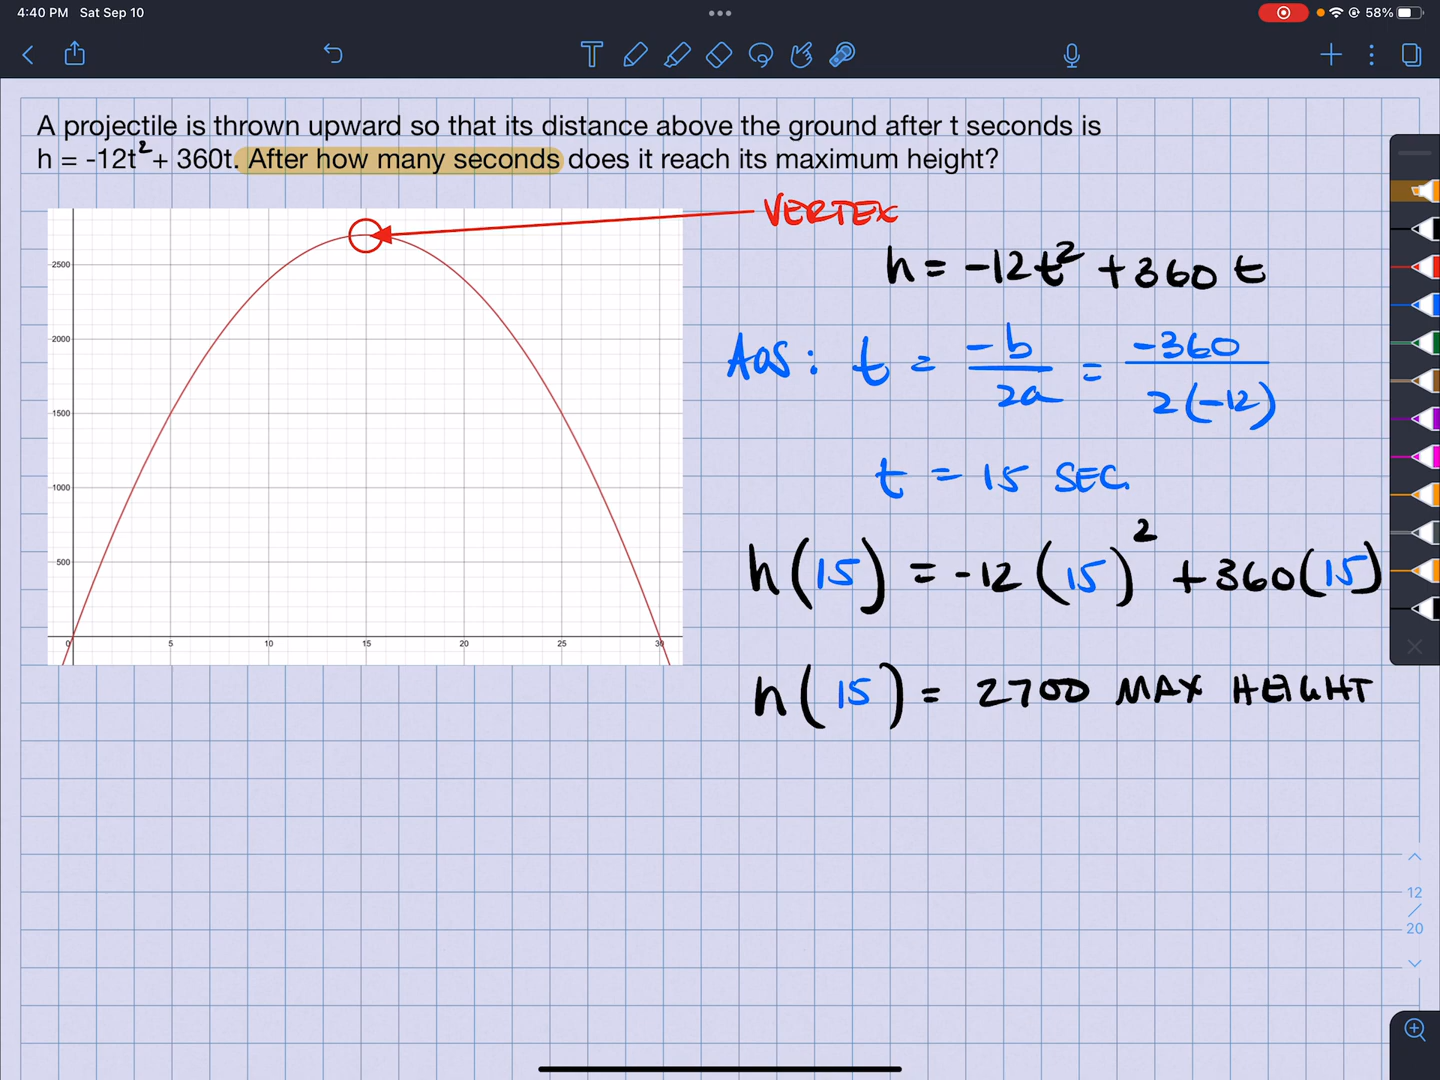 4:40 PM Sat Sep 10
58%
A projectile is thrown upward so that its distance above the ground after t seconds is
h = -12t² + 360t. After how many seconds does it reach its maximum height?
VERTEX
h = -12t² + 360t
AOS: t = -b/2a = -360/2(-12)
t = 15 SEC.
h(15) = -12(15)² + 360(15)
h(15) = 2700 MAX HEIGHT
2500
2000
1500
1000
500
0 5 10 15 20 25 30
12
/
20